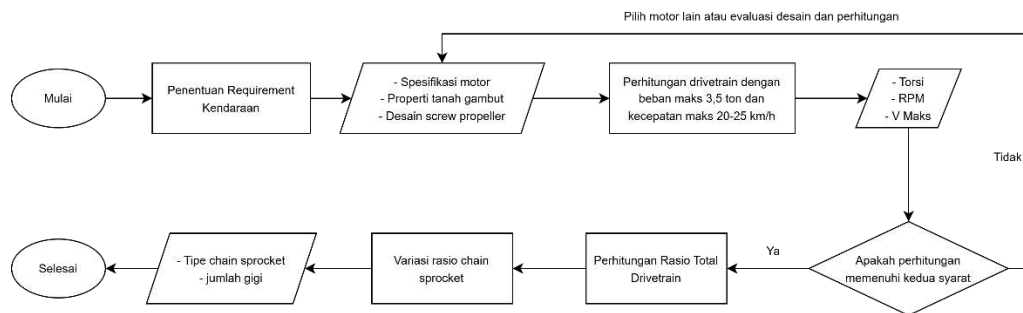 Pilih motor lain atau evaluasi desain dan perhitungan
Mulai
Penentuan Requirement
Kendaraan
- Spesifikasi motor
- Properti tanah gambut
- Desain screw propeller
Perhitungan drivetrain dengan
beban maks 3,5 ton dan
kecepatan maks 20-25 km/h
- Torsi
- RPM
- V Maks
Tidak
Apakah perhitungan
memenuhi kedua syarat
Ya
Perhitungan Rasio Total
Drivetrain
Variasi rasio chain
sprocket
- Tipe chain sprocket
- jumlah gigi
Selesai